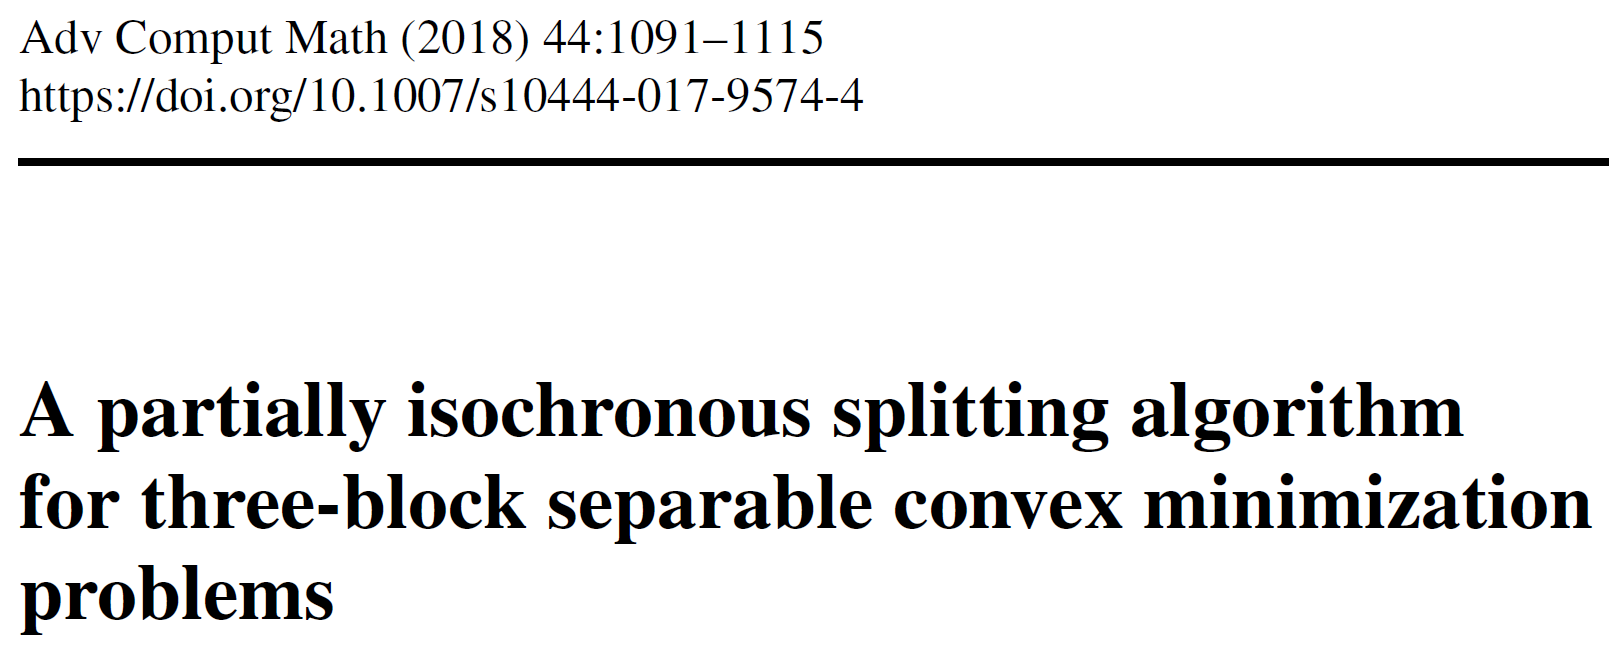 Adv Comput Math (2018) 44:1091–1115
https://doi.org/10.1007/s10444-017-9574-4
A partially isochronous splitting algorithm
for three-block separable convex minimization
problems